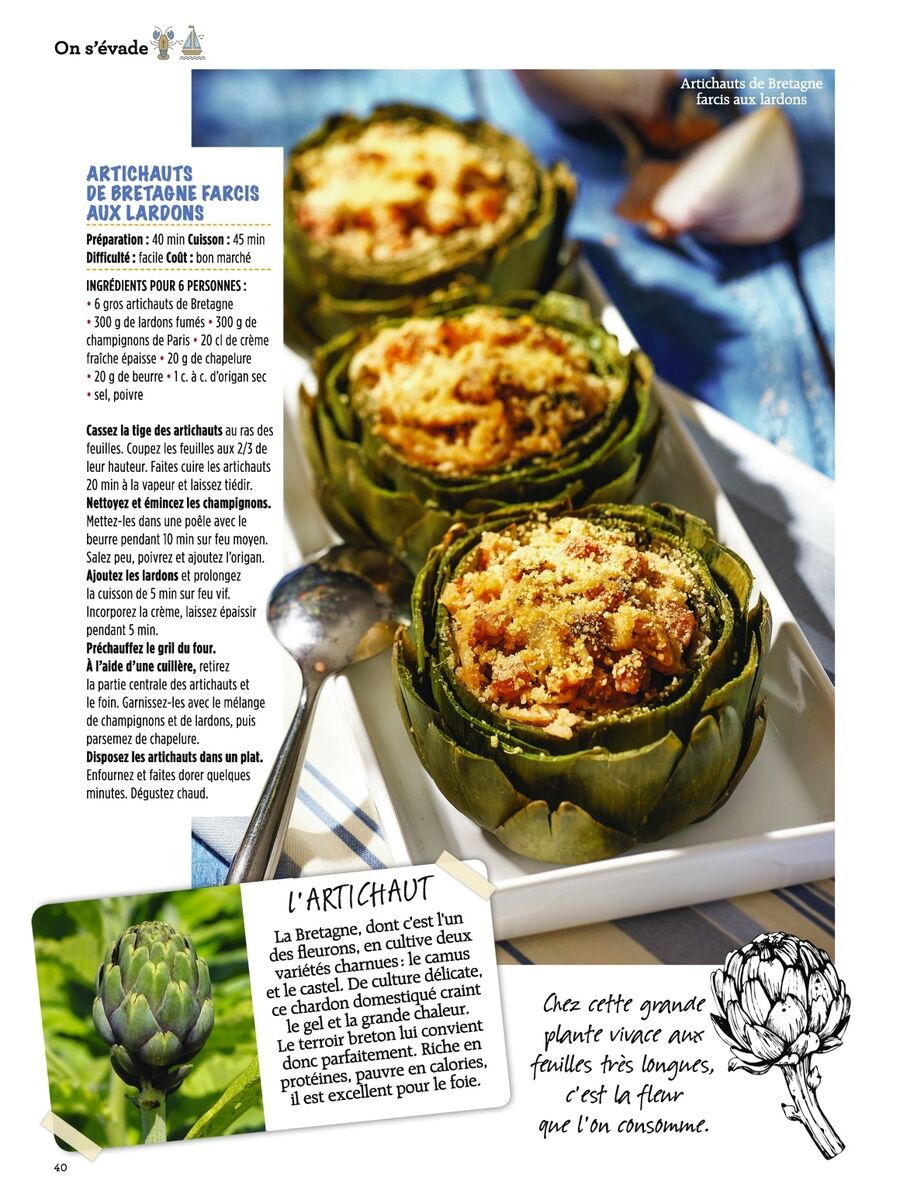 On s'évade
Artichauts de Bretagne
farcis aux lardons
ARTICHAUTS
DE BRETAGNE FARCIS
AUX LARDONS
Préparation : 40 min Cuisson : 45 min
Difficulté : facile Coût : bon marché
INGRÉDIENTS POUR 6 PERSONNES :
• 6 gros artichauts de Bretagne
• 300 g de lardons fumés • 300 g de
champignons de Paris • 20 cl de crème
fraîche épaisse • 20 g de chapelure
• 20 g de beurre • 1 c. à c. d'origan sec
• sel, poivre
Cassez la tige des artichauts au ras des
feuilles. Coupez les feuilles aux 2/3 de
leur hauteur. Faites cuire les artichauts
20 min à la vapeur et laissez tiédir.
Nettoyez et émincez les champignons.
Mettez-les dans une poêle avec le
beurre pendant 10 min sur feu moyen.
Salez peu, poivrez et ajoutez l'origan.
Ajoutez les lardons et prolongez
la cuisson de 5 min sur feu vif.
Incorporez la crème, laissez épaissir
pendant 5 min.
Préchauffez le gril du four.
À l'aide d'une cuillère, retirez
la partie centrale des artichauts et
le foin. Garnissez-les avec le mélange
de champignons et de lardons, puis
parsemez de chapelure.
Disposez les artichauts dans un plat.
Enfournez et faites dorer quelques
minutes. Dégustez chaud.
L'ARTICHAUT
La Bretagne, dont c'est l'un
des fleurons, en cultive deux
variétés charnues : le camus
et le castel. De culture délicate,
ce chardon domestiqué craint
le gel et la grande chaleur.
Le terroir breton lui convient
donc parfaitement. Riche en
protéines, pauvre en calories,
il est excellent pour le foie.
Chez cette grande
plante vivace aux
feuilles très longues,
c'est la fleur
que l'on consomme.
40